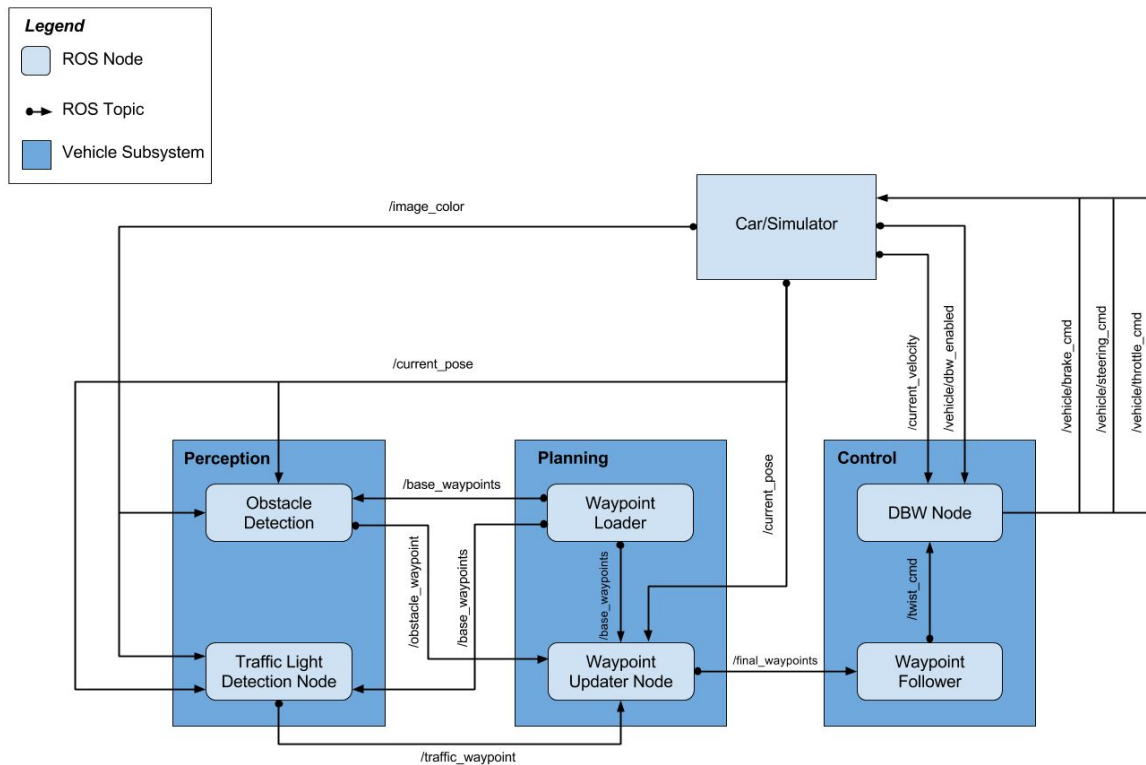 Legend
ROS Node
ROS Topic
Vehicle Subsystem
/image_color
Car/Simulator
/current_pose
/current_velocity
/vehicle/dbw_enabled
/vehicle/brake_cmd
/vehicle/steering_cmd
/vehicle/throttle_cmd
Perception
Planning
Control
Obstacle
Detection
/base_waypoints
Waypoint
Loader
/current_pose
DBW Node
/obstacle_waypoint
/base_waypoints
/base_waypoints
/twist_cmd
Traffic Light
Detection Node
Waypoint
Updater Node
/final_waypoints
Waypoint
Follower
/traffic_waypoint